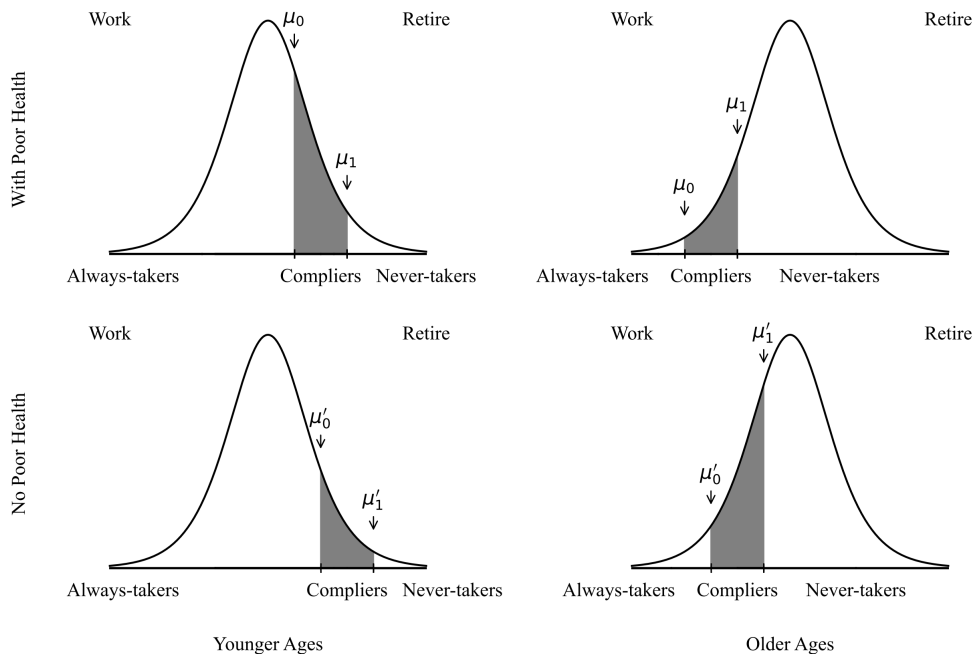 Work
Retire
μ0
μ1
Always-takers
Compliers
Never-takers
With Poor Health
Work
Retire
μ0
μ1
Always-takers
Compliers
Never-takers
Work
Retire
μ′0
μ′1
Always-takers
Compliers
Never-takers
No Poor Health
Work
Retire
μ′1
μ′0
Always-takers
Compliers
Never-takers
Younger Ages
Older Ages